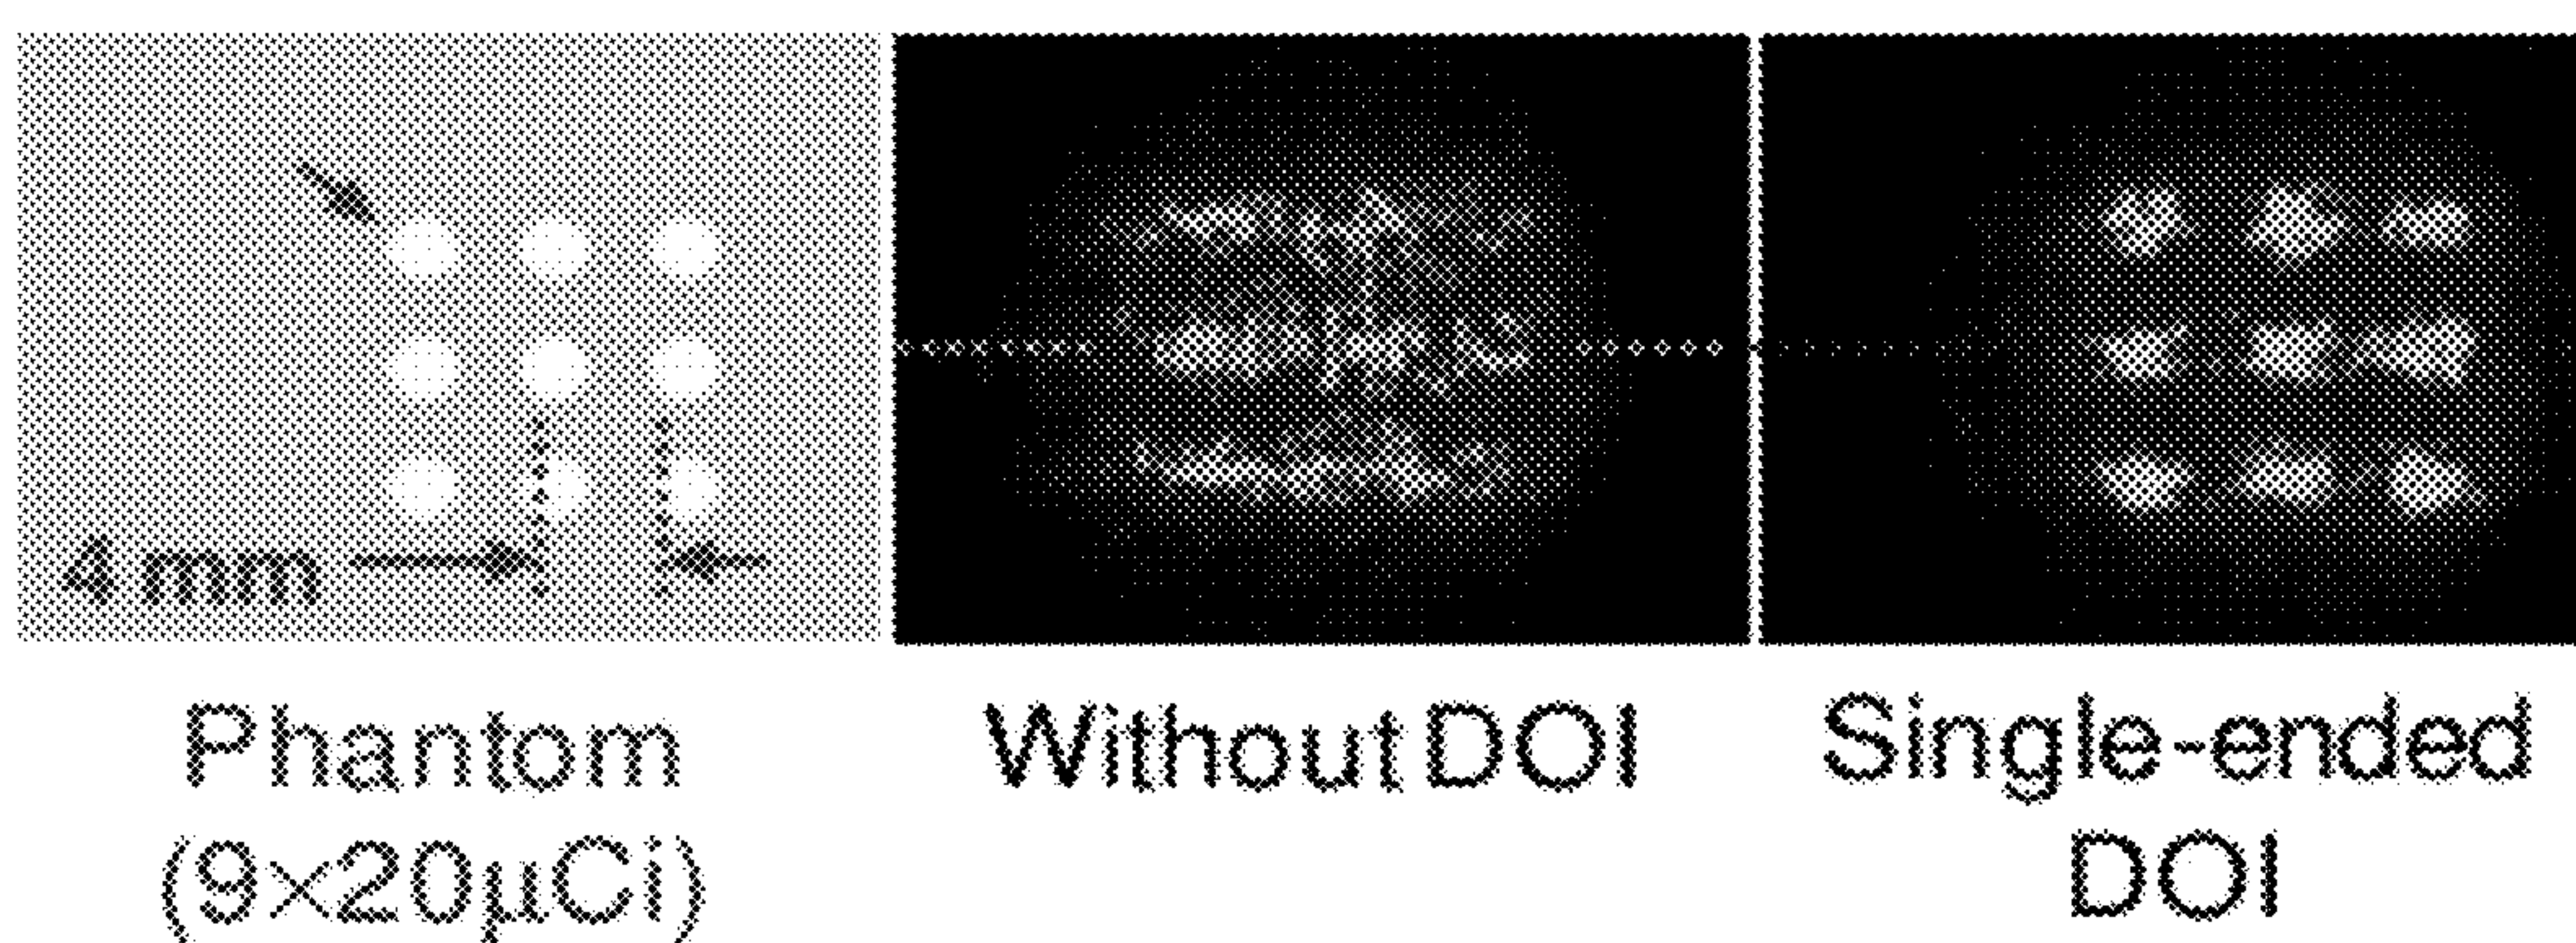 4 mm
Phantom
(9×20μCi)
Without DOI
Single-ended
DOI